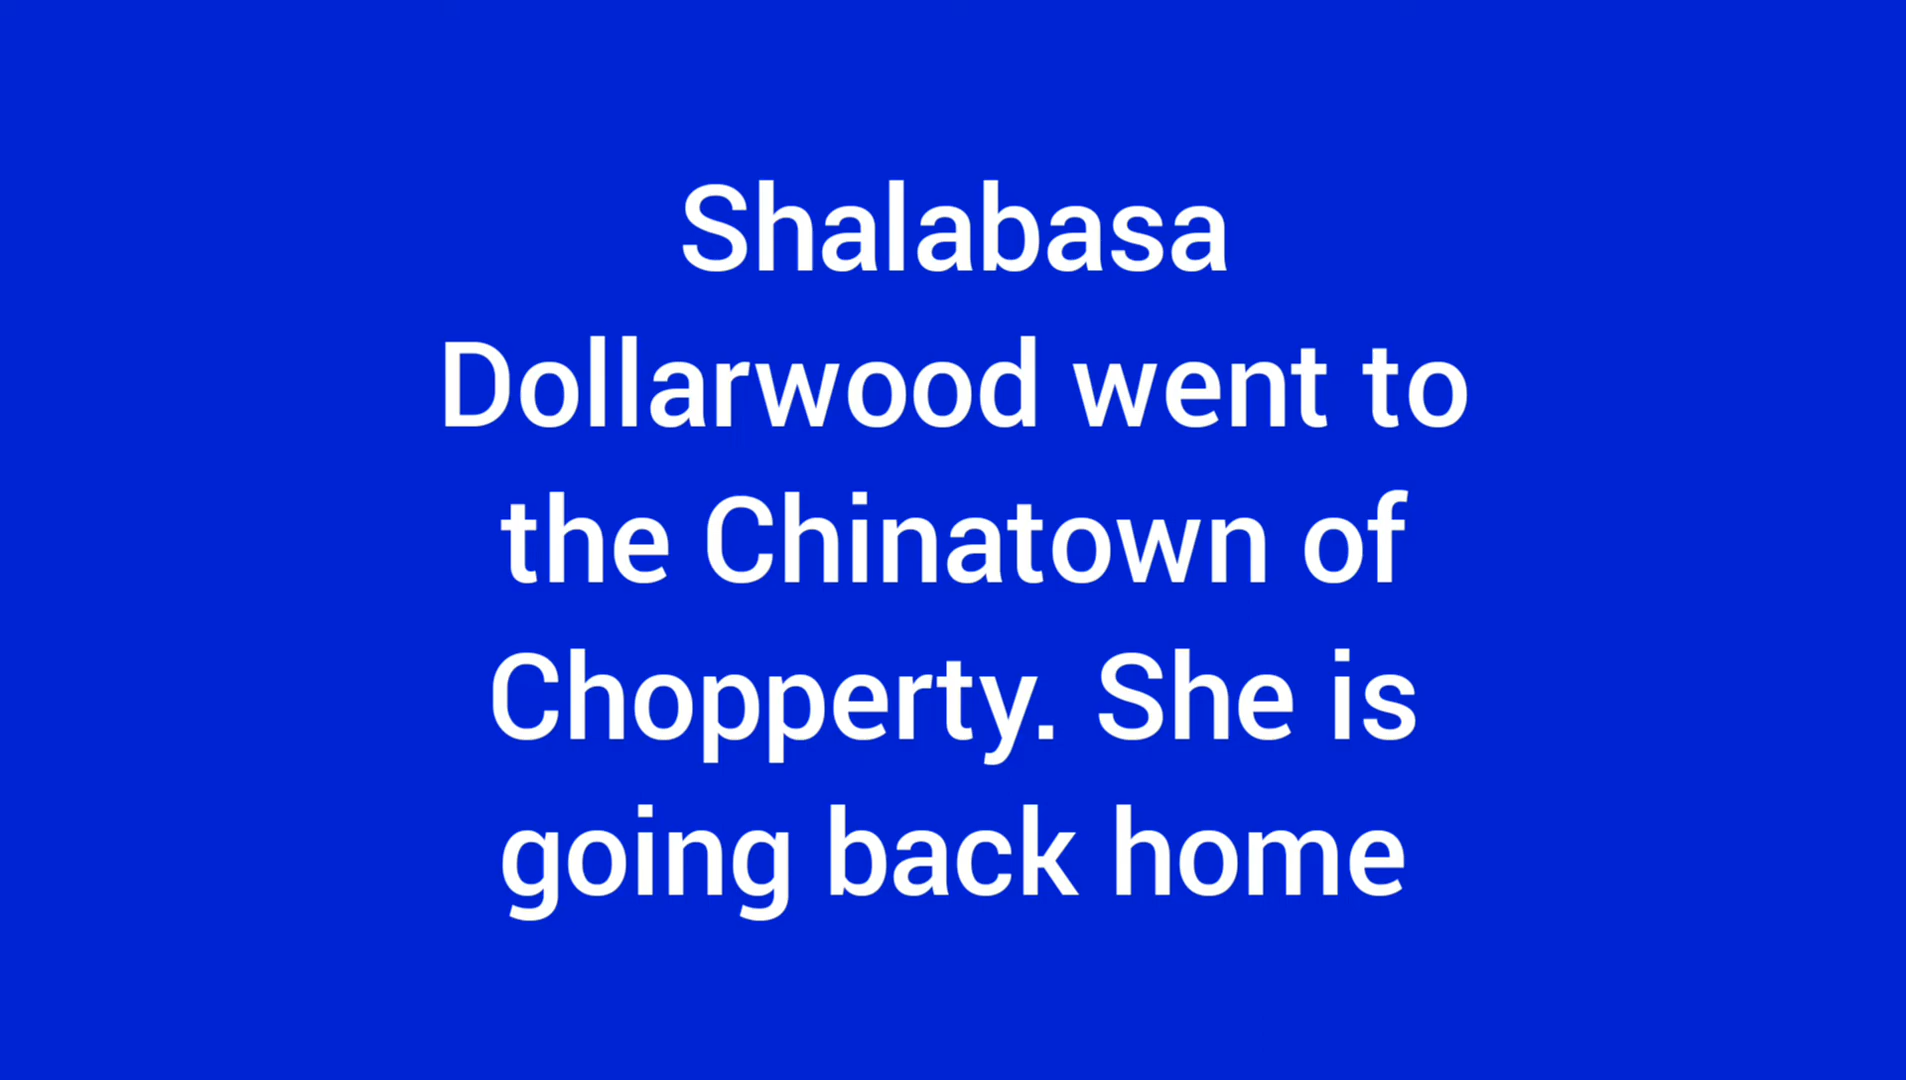 Shalabasa
Dollarwood went to
the Chinatown of
Chopperty. She is
going back home